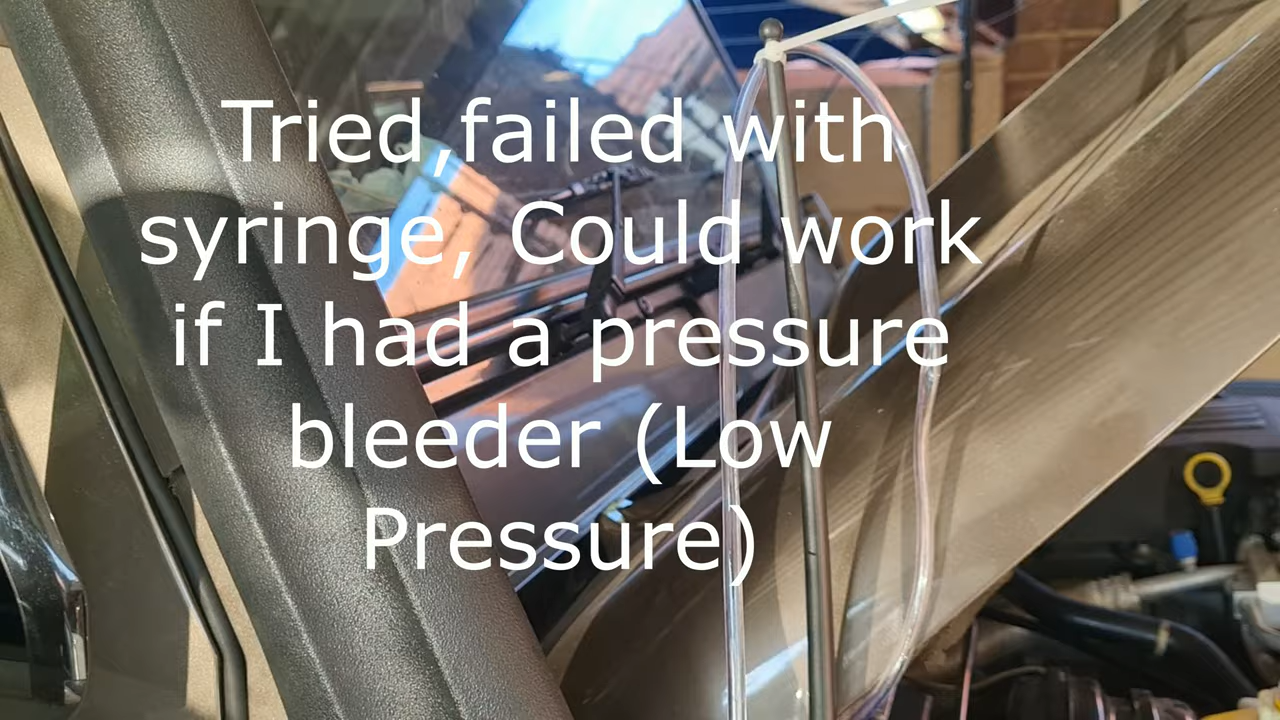 Tried,failed with
syringe, Could work
if I had a pressure
bleeder (Low
Pressure)